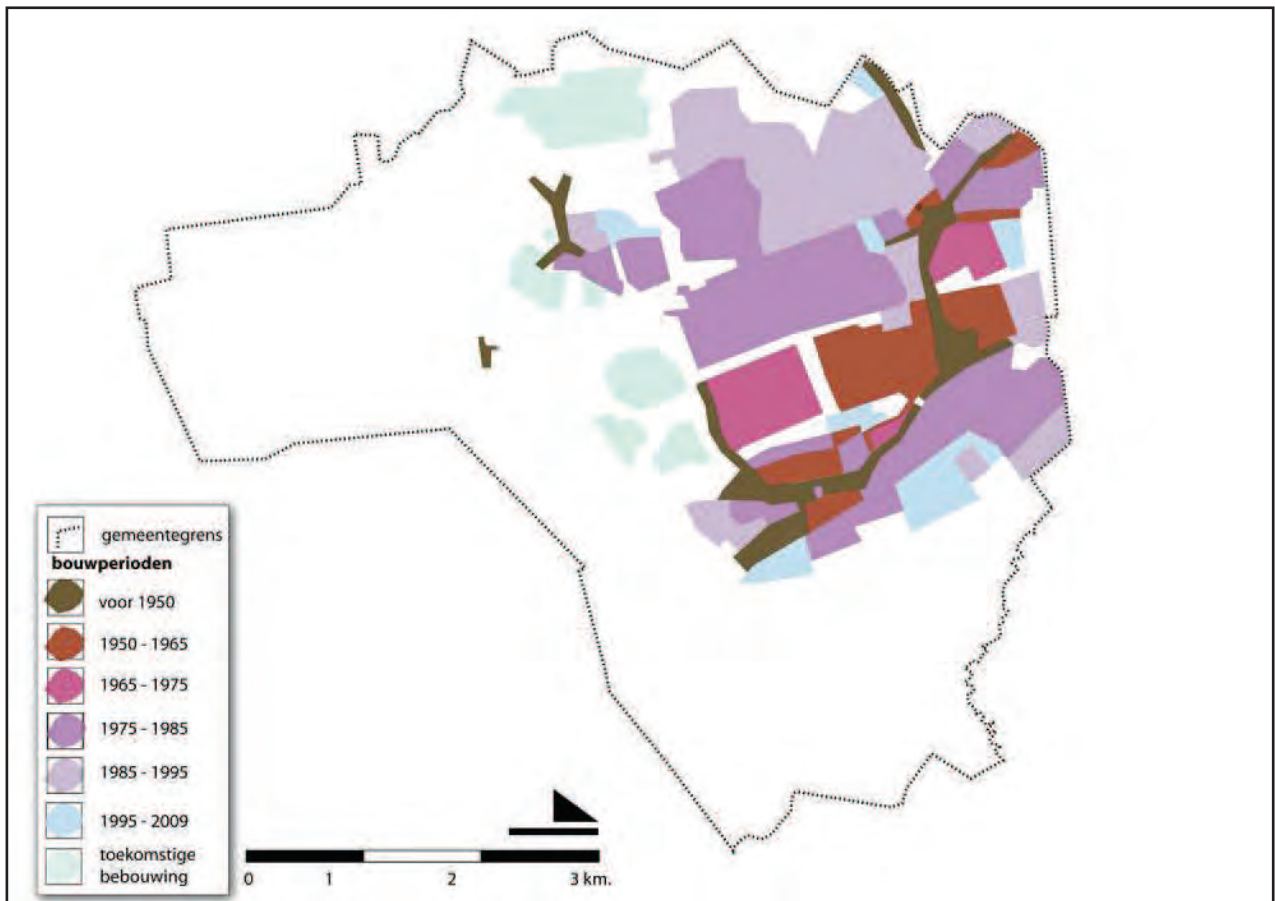 gemeentegrens
bouwperioden
voor 1950
1950 - 1965
1965 - 1975
1975 - 1985
1985 - 1995
1995 - 2009
toekomstige
bebouwing
0 1 2 3 km.